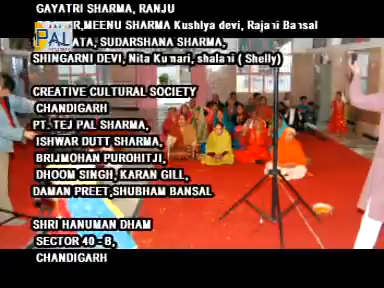 GAYATRI SHARMA, RANJU
MEENU SHARMA Kushlya devi, Rajani Bansal
PAL
SUDARSHANA SHARMA,
SHINGARNI DEVI, Nita Kumari, shalani ( Shelly)
CREATIVE CULTURAL SOCIETY
CHANDIGARH
PT. TEJ PAL SHARMA,
ISHWAR DUTT SHARMA,
BRIJMOHAN PUROHITJI,
DHOOM SINGH, KARAN GILL,
DAMAN PREET,SHUBHAM BANSAL
SHRI HANUMAN DHAM
SECTOR 40 - B,
CHANDIGARH